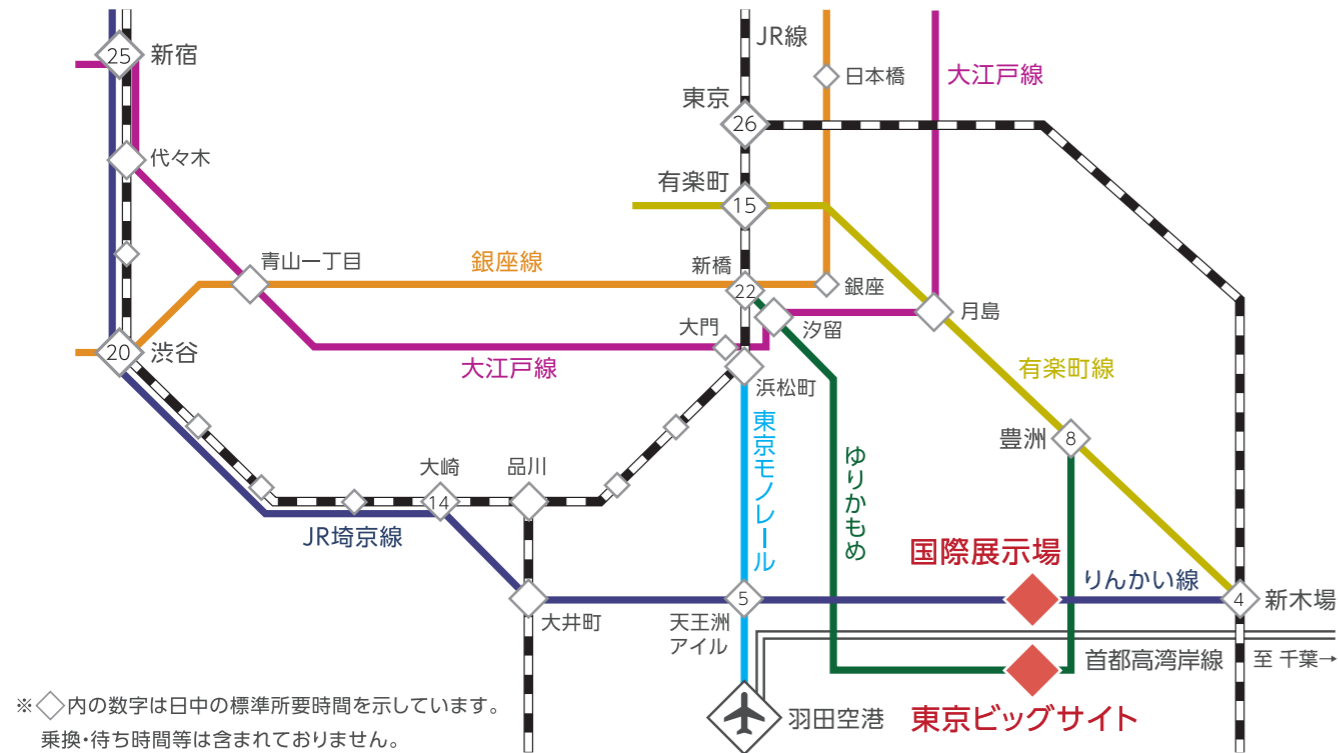 JR線
25
新宿
大江戸線
日本橋
東京
26
代々木
有楽町
15
青山一丁目
銀座線
新橋
22
銀座
月島
汐留
大門
20
渋谷
大江戸線
有楽町線
浜松町
東京モノレール
豊洲
8
ゆりかもめ
大崎
14
品川
JR埼京線
国際展示場
りんかい線
5
4
新木場
大井町
天王洲
アイル
首都高湾岸線
至 千葉→
羽田空港
東京ビッグサイト
※◇内の数字は日中の標準所要時間を示しています。
乗換・待ち時間等は含まれておりません。